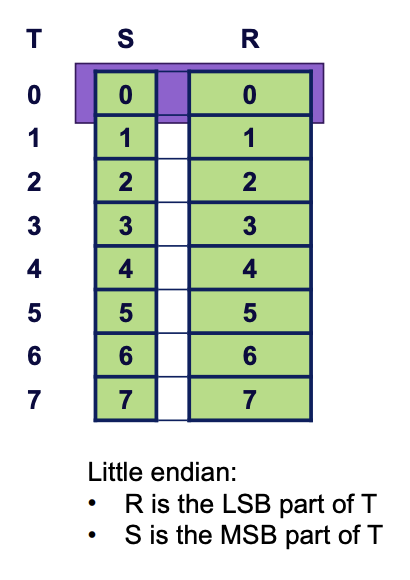 T S R
0 0 0
1 1 1
2 2 2
3 3 3
4 4 4
5 5 5
6 6 6
7 7 7
Little endian:
• R is the LSB part of T
• S is the MSB part of T